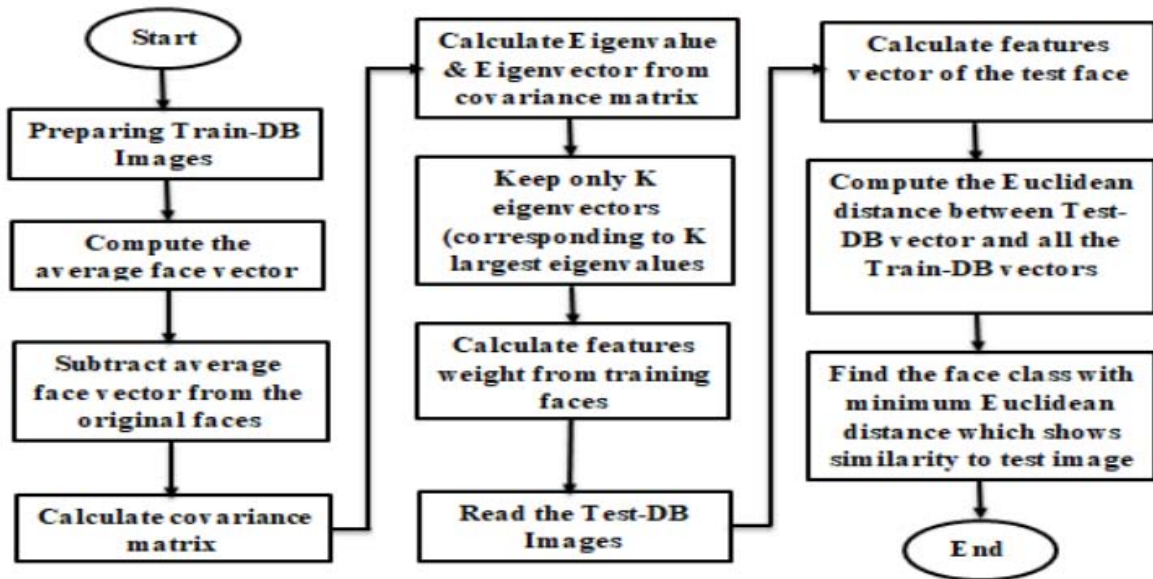 Start
Preparing Train-DB
Images
Compute the
average face vector
Subtract average
face vector from the
original faces
Calculate covariance
matrix
Calculate Eigenvalue
& Eigenvector from
covariance matrix
Keep only K
eigenvectors
(corresponding to K
largest eigenvalues
Calculate features
weight from training
faces
Read the Test-DB
Images
Calculate features
vector of the test face
Compute the Euclidean
distance between Test-
DB vector and all the
Train-DB vectors
Find the face class with
minimum Euclidean
distance which shows
similarity to test image
End